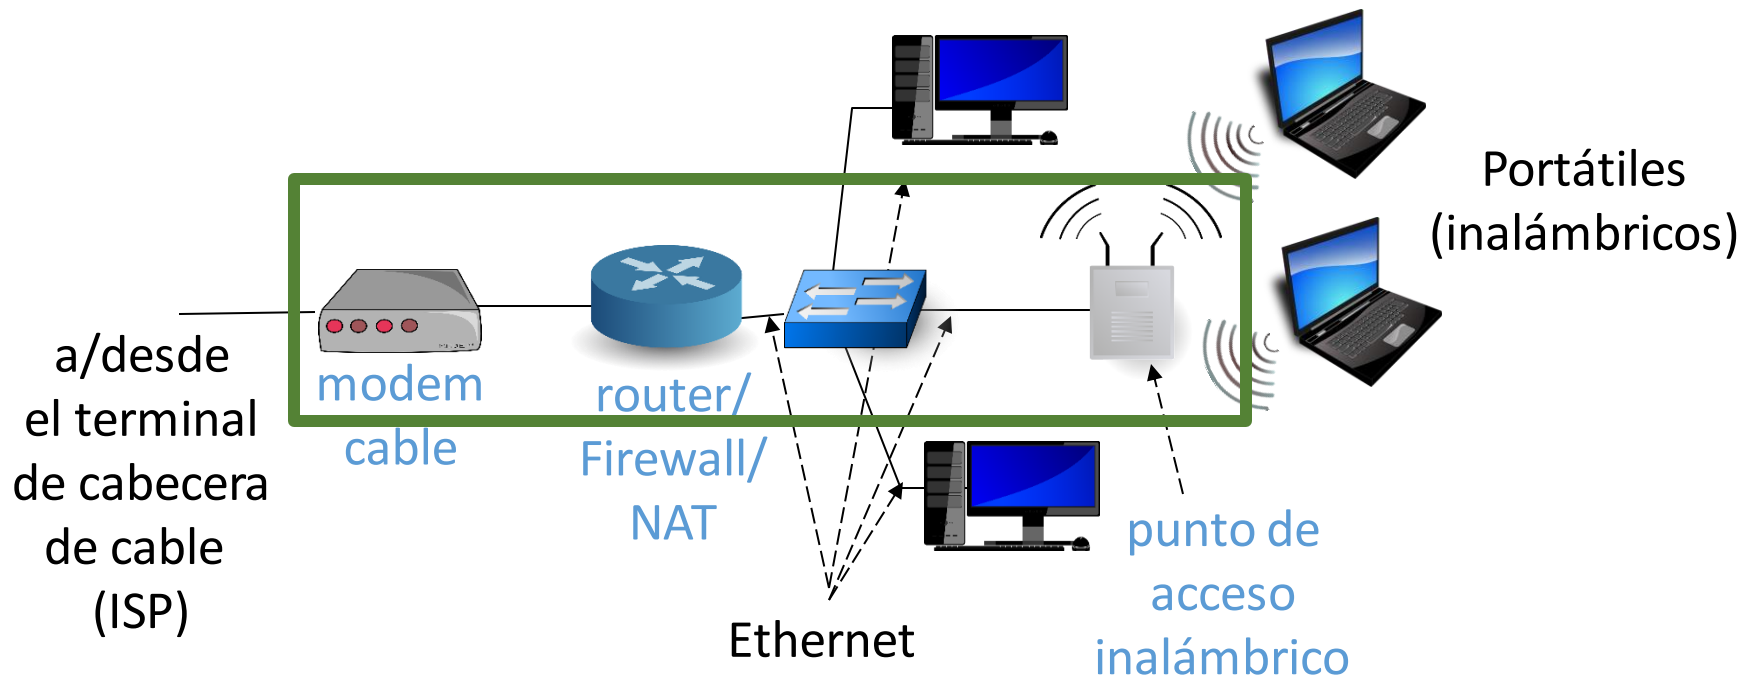 Portátiles
(inalámbricos)
a/desde
el terminal
de cabecera
de cable
(ISP)
modem
cable
router/
Firewall/
NAT
Ethernet
punto de
acceso
inalámbrico